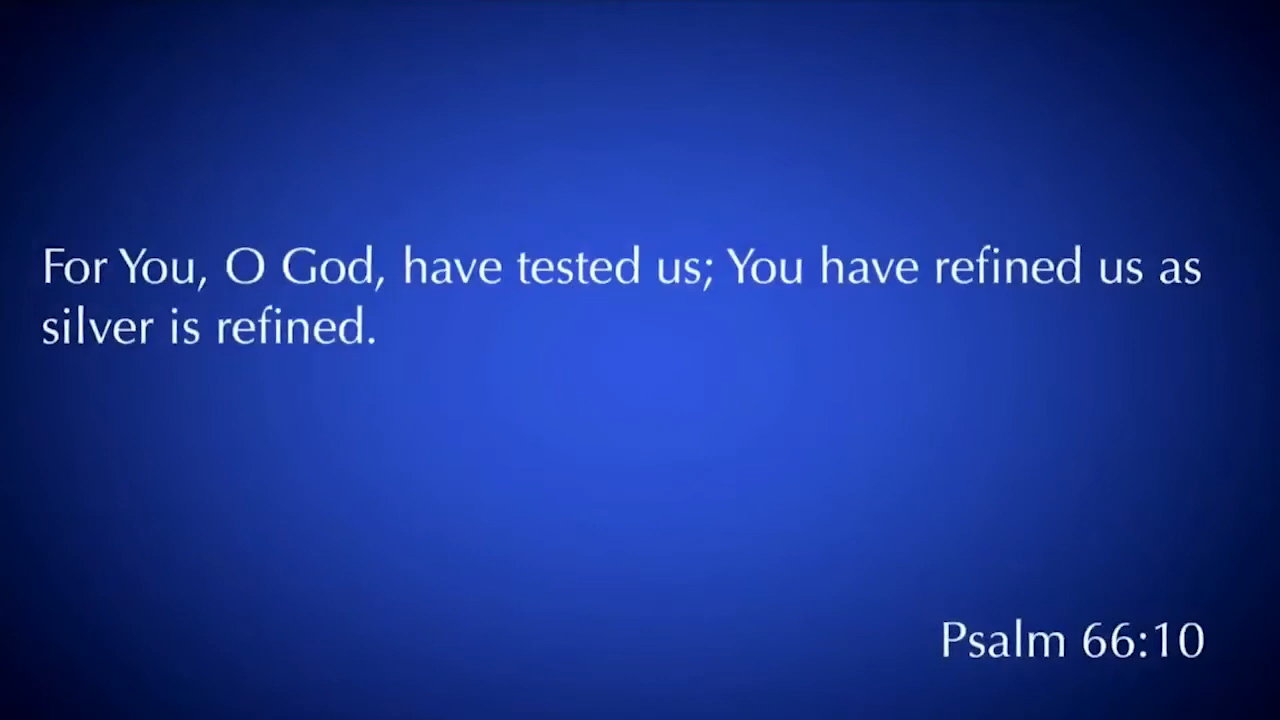 For You, O God, have tested us; You have refined us as
silver is refined.
Psalm 66:10